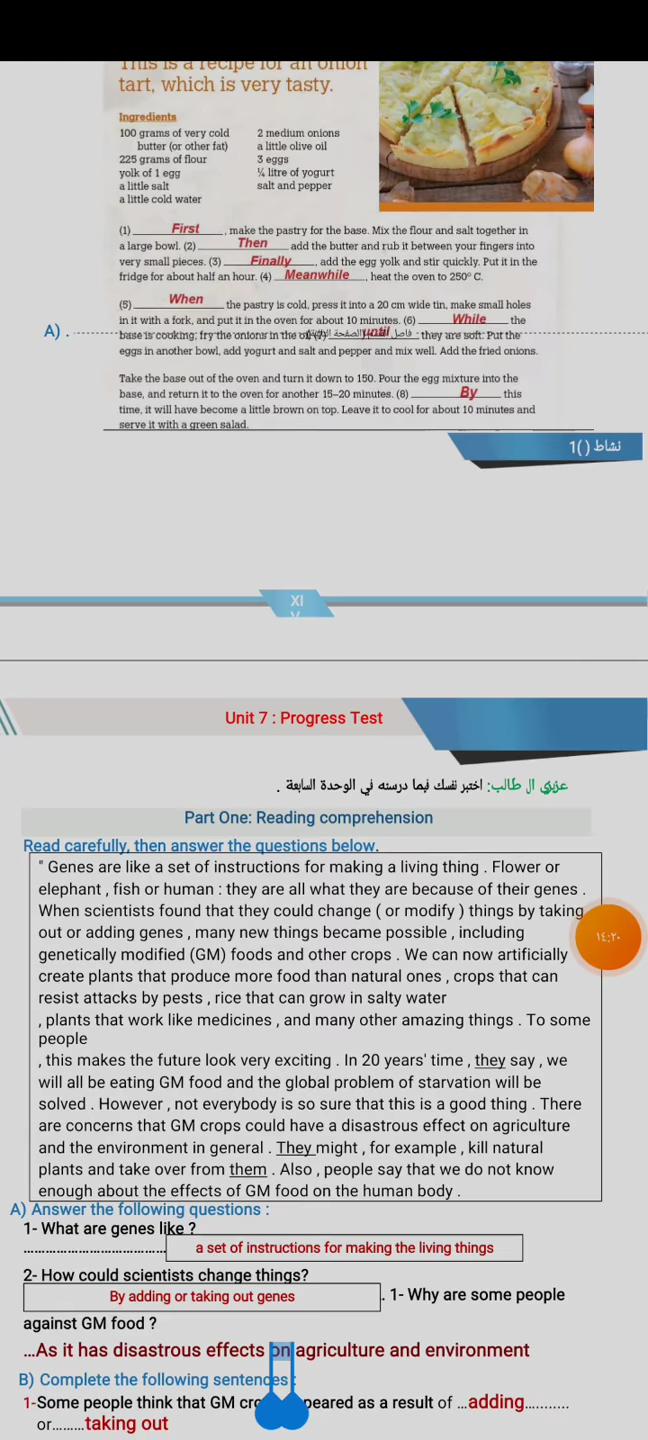 This is a recipe for an onion
tart, which is very tasty.
Ingredients
100 grams of very cold
butter (or other fat)
225 grams of flour
yolk of 1 egg
a little salt
a little cold water
2 medium onions
a little olive oil
3 eggs
¼ litre of yogurt
salt and pepper
(1) First, make the pastry for the base. Mix the flour and salt together in
a large bowl. (2) Then add the butter and rub it between your fingers into
very small pieces. (3) Finally, add the egg yolk and stir quickly. Put it in the
fridge for about half an hour. (4) Meanwhile, heat the oven to 250° C.
(5) When the pastry is cold, press it into a 20 cm wide tin, make small holes
in it with a fork, and put it in the oven for about 10 minutes. (6) While the
A) .
base is cooking, fry the onions in the oil (7) until they are soft. Put the
eggs in another bowl, add yogurt and salt and pepper and mix well. Add the fried onions.
Take the base out of the oven and turn it down to 150. Pour the egg mixture into the
base, and return it to the oven for another 15–20 minutes. (8) By this
time, it will have become a little brown on top. Leave it to cool for about 10 minutes and
serve it with a green salad.
نشاط ( )1
XI
V
Unit 7 : Progress Test
عزيزي ال طالب: اختبر نفسك فيما درسته في الوحدة السابعة .
Part One: Reading comprehension
Read carefully, then answer the questions below.
" Genes are like a set of instructions for making a living thing . Flower or
elephant , fish or human : they are all what they are because of their genes .
When scientists found that they could change ( or modify ) things by taking
out or adding genes , many new things became possible , including
١٤:٢٠
genetically modified (GM) foods and other crops . We can now artificially
create plants that produce more food than natural ones , crops that can
resist attacks by pests , rice that can grow in salty water
, plants that work like medicines , and many other amazing things . To some
people
, this makes the future look very exciting . In 20 years' time , they say , we
will all be eating GM food and the global problem of starvation will be
solved . However , not everybody is so sure that this is a good thing . There
are concerns that GM crops could have a disastrous effect on agriculture
and the environment in general . They might , for example , kill natural
plants and take over from them . Also , people say that we do not know
enough about the effects of GM food on the human body .
A) Answer the following questions :
1- What are genes like ?
....................................... a set of instructions for making the living things
2- How could scientists change things?
By adding or taking out genes . 1- Why are some people
against GM food ?
...As it has disastrous effects on agriculture and environment
B) Complete the following sentences :
1-Some people think that GM peared as a result of ...adding..........
or.........taking out